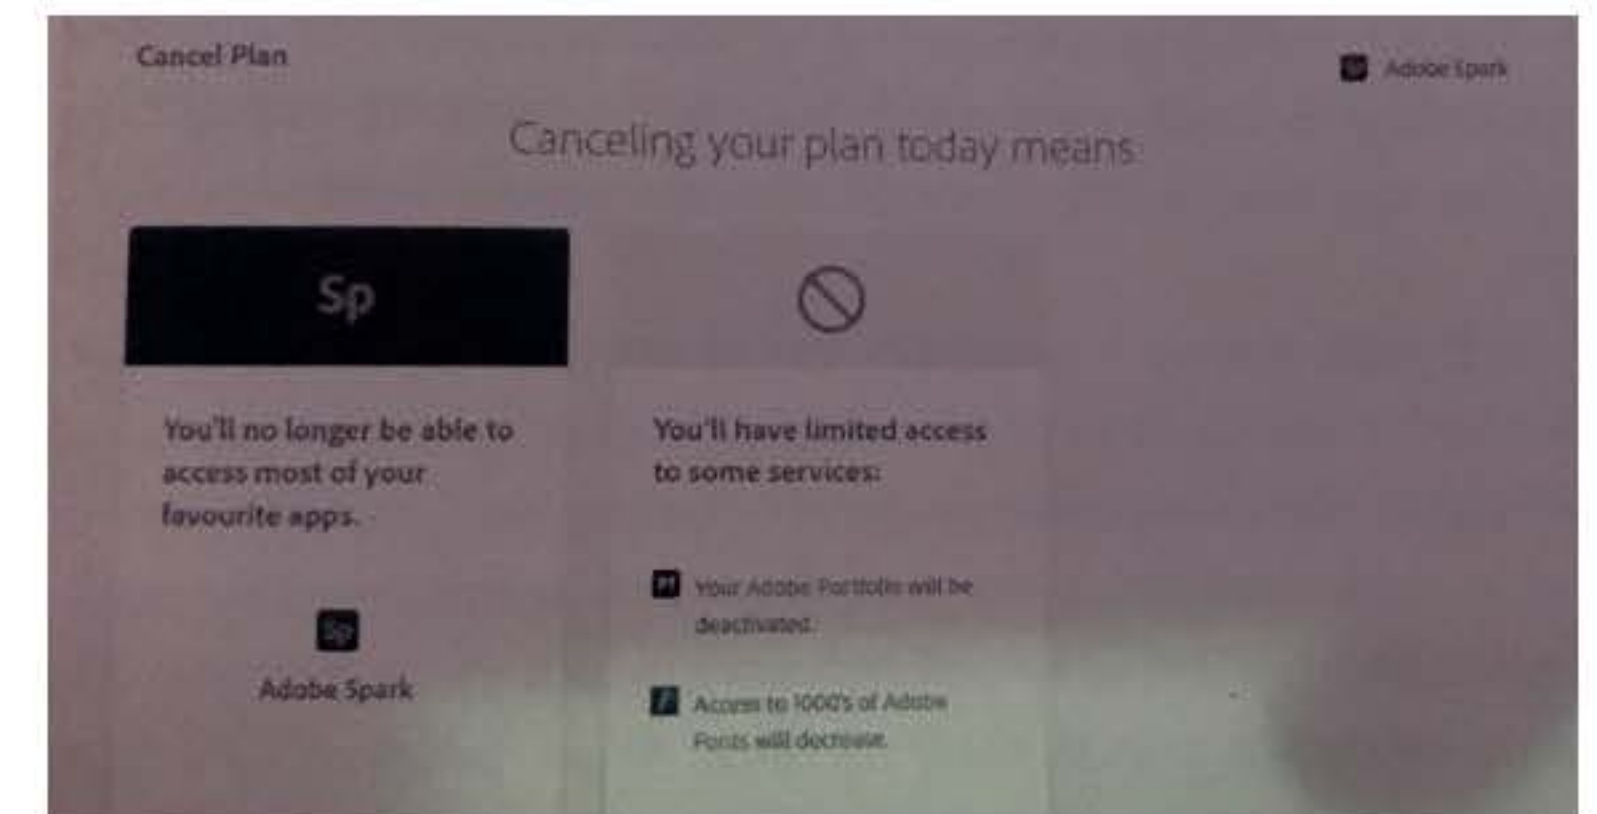 Cancel Plan
Adobe Spark
Canceling your plan today means
Sp
You'll no longer be able to
access most of your
favourite apps.
Sp
Adobe Spark
You'll have limited access
to some services:
Your Adobe Portfolio will be
deactivated.
Access to 1000's of Adobe
Fonts will decrease.